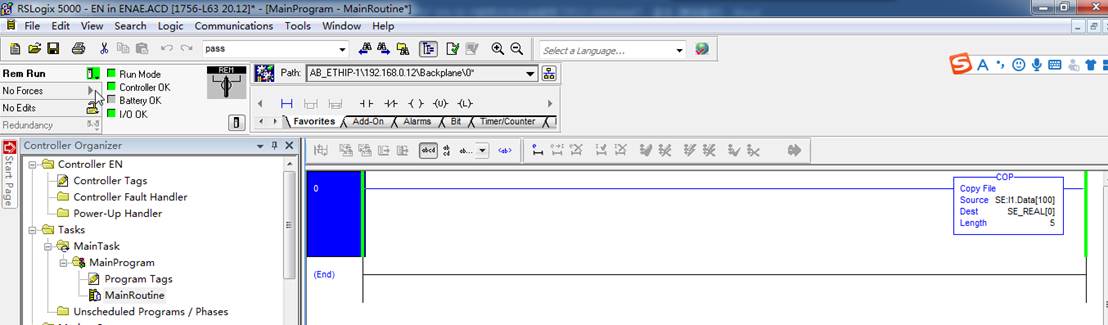 RSLogix 5000 - EN in ENAE.ACD [1756-L63 20.12]* - [MainProgram - MainRoutine*]
File Edit View Search Logic Communications Tools Window Help
pass
Select a Language...
Rem Run
Run Mode
REM
Path: AB_ETHIP-1\192.168.0.12\Backplane\0*
No Forces
Controller OK
No Edits
Battery OK
Redundancy
I/O OK
Favorites Add-On Alarms Bit Timer/Counter
Start Page
Controller Organizer
Controller EN
Controller Tags
Controller Fault Handler
Power-Up Handler
Tasks
MainTask
MainProgram
Program Tags
MainRoutine
Unscheduled Programs / Phases
0
COP
Copy File
Source SE:I1.Data[100]
Dest SE_REAL[0]
Length 5
(End)